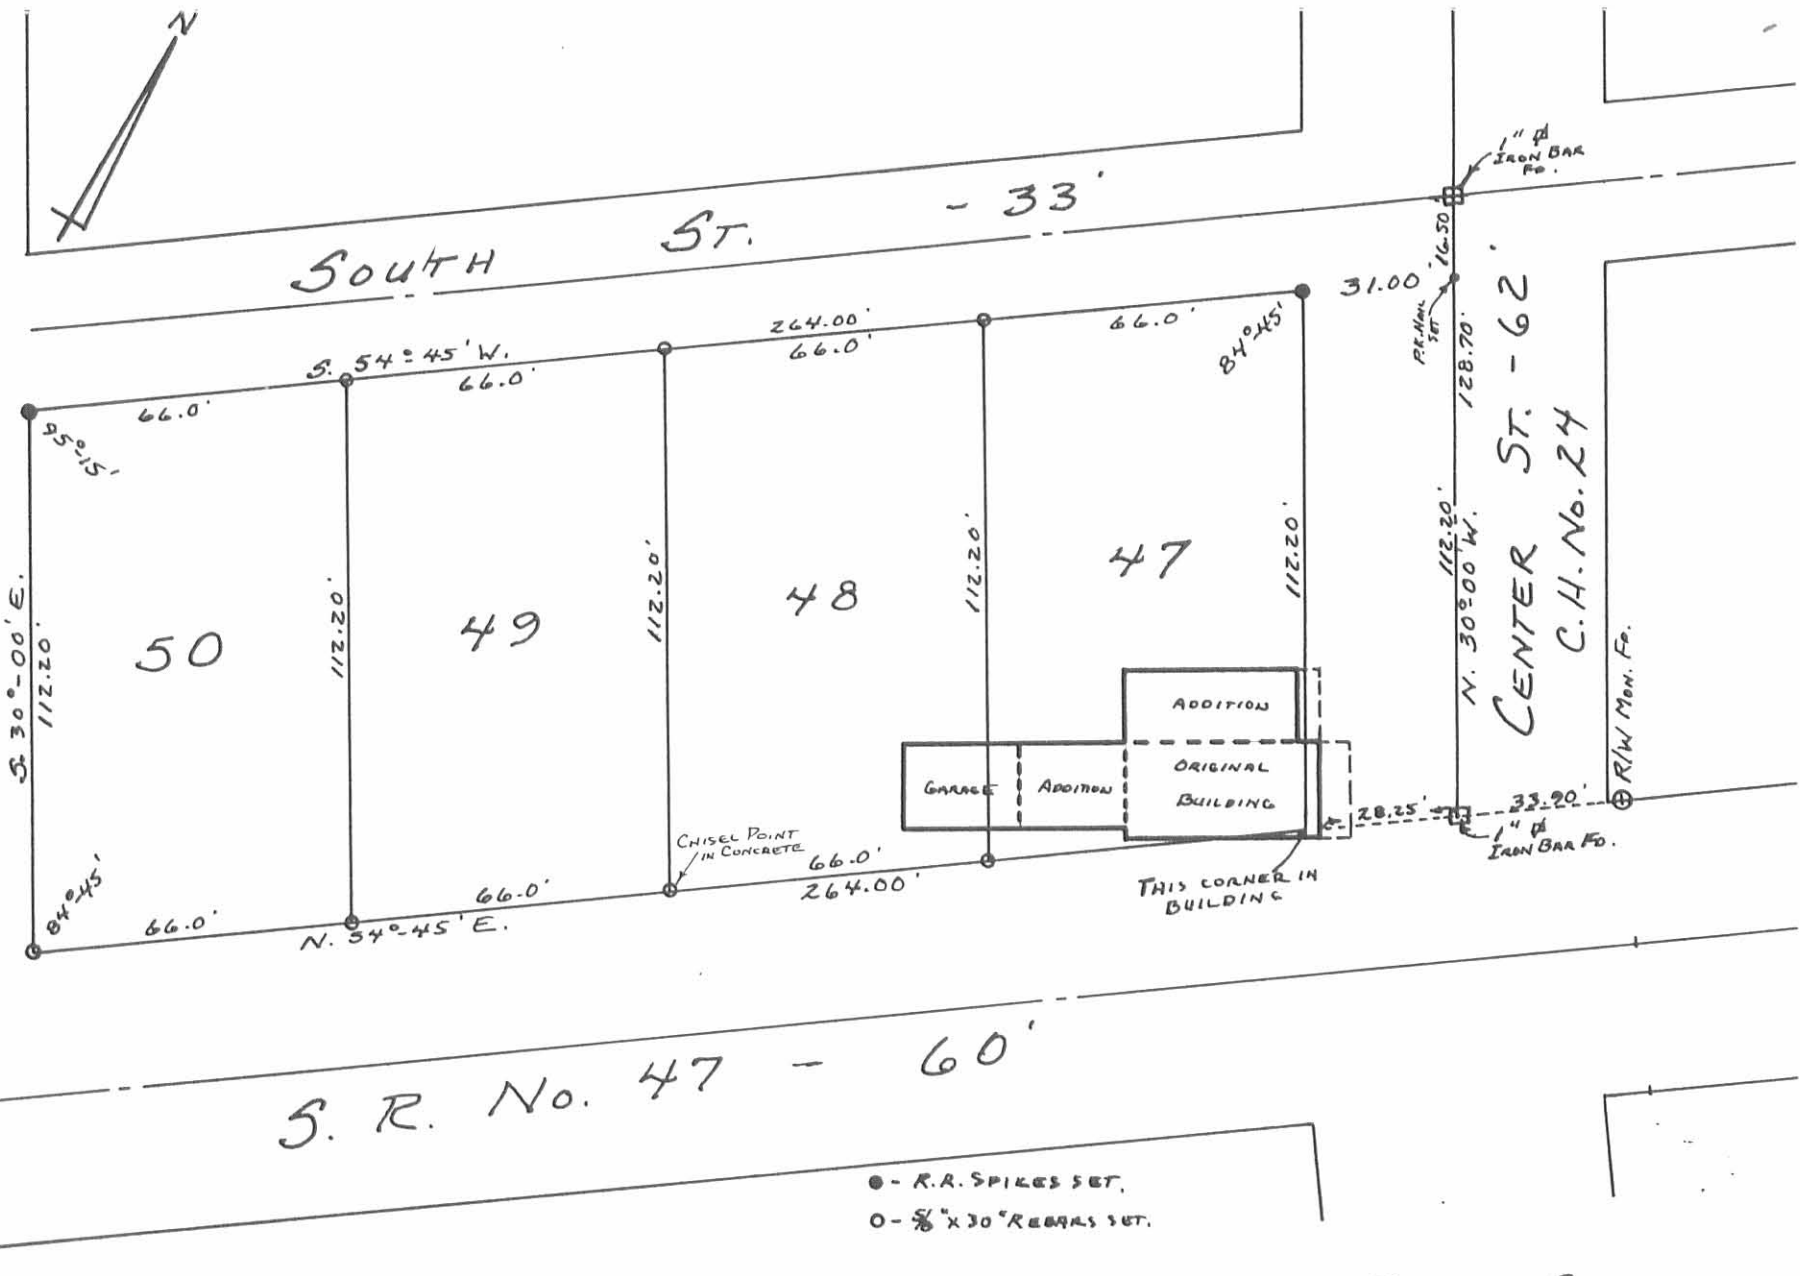 N
1" ⌀
IRON BAR
FD.
SOUTH ST. - 33'
16.50'
31.00'
P.K. NAIL
SET
128.70'
264.00'
66.0'
66.0'
84°-45'
S. 54°-45' W.
66.0'
66.0'
95°-15'
CENTER ST. - 62'
C.H. No. 24
112.20'
N. 30°-00' W.
S. 30°-00' E.
112.20'
112.20'
112.20'
112.20'
112.20'
50
49
48
47
R/W MON. FD.
ADDITION
ORIGINAL
BUILDING
GARAGE
ADDITION
28.25'
33.90'
1" ⌀
IRON BAR FD.
CHISEL POINT
IN CONCRETE
THIS CORNER IN
BUILDING
84°-45'
66.0'
66.0'
66.0'
264.00'
N. 54°-45' E.
S. R. No. 47 - 60'
● - R.R. SPIKES SET.
O - 5/8" X 30" REBARS SET.